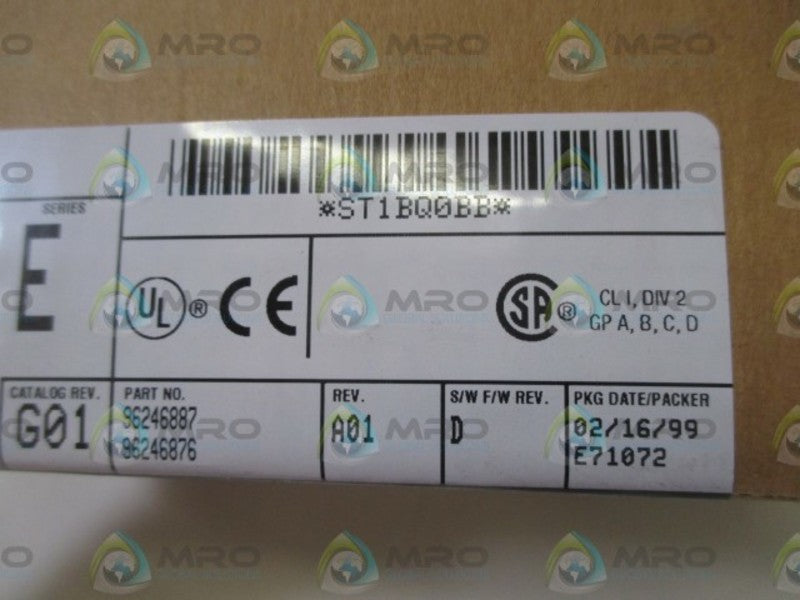 *ST1BQ0BB*
SERIES
E
UL® CE
SA® CL I, DIV 2
GP A, B, C, D
CATALOG REV.
G01
PART NO.
96246887
96246876
REV.
A01
S/W F/W REV.
D
PKG DATE/PACKER
02/16/99
E71072
MRO